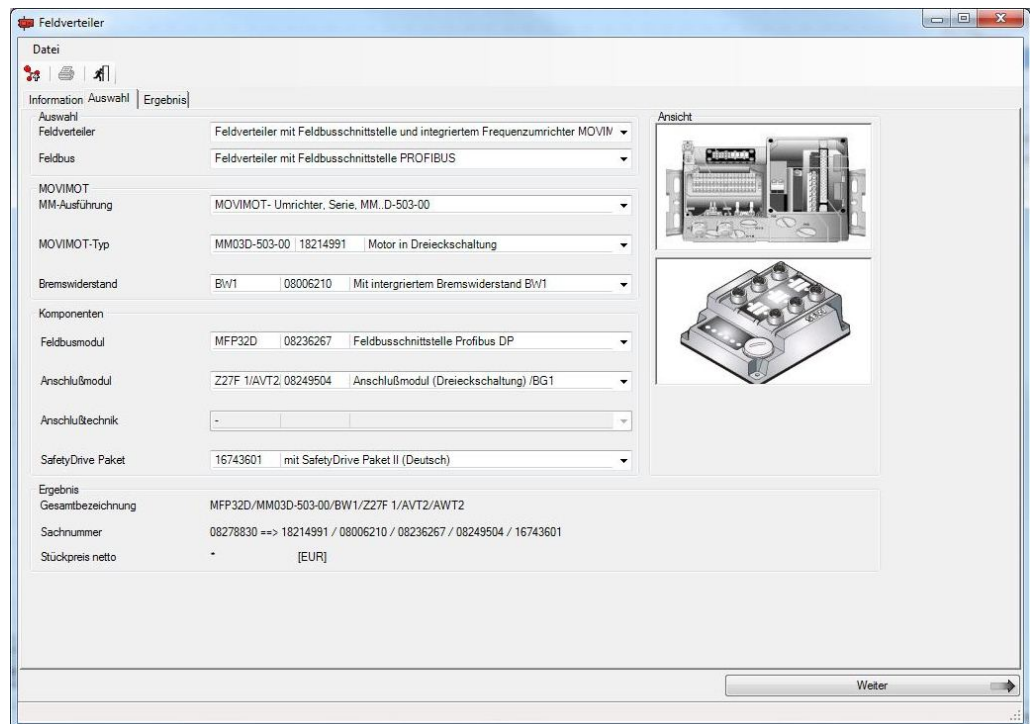 Feldverteiler
Datei
Information Auswahl Ergebnis
Auswahl
Feldverteiler Feldverteiler mit Feldbusschnittstelle und integriertem Frequenzumrichter MOVIM
Feldbus Feldverteiler mit Feldbusschnittstelle PROFIBUS
MOVIMOT
MM-Ausführung MOVIMOT- Umrichter, Serie, MM..D-503-00
MOVIMOT-Typ MM03D-503-00 18214991 Motor in Dreieckschaltung
Bremswiderstand BW1 08006210 Mit intergriertem Bremswiderstand BW1
Komponenten
Feldbusmodul MFP32D 08236267 Feldbusschnittstelle Profibus DP
Anschlußmodul Z27F 1/AVT2/ 08249504 Anschlußmodul (Dreieckschaltung) /BG1
Anschlußtechnik -
SafetyDrive Paket 16743601 mit SafetyDrive Paket II (Deutsch)
Ergebnis
Gesamtbezeichnung MFP32D/MM03D-503-00/BW1/Z27F 1/AVT2/AWT2
Sachnummer 08278830 ==> 18214991 / 08006210 / 08236267 / 08249504 / 16743601
Stückpreis netto - [EUR]
Ansicht
Weiter